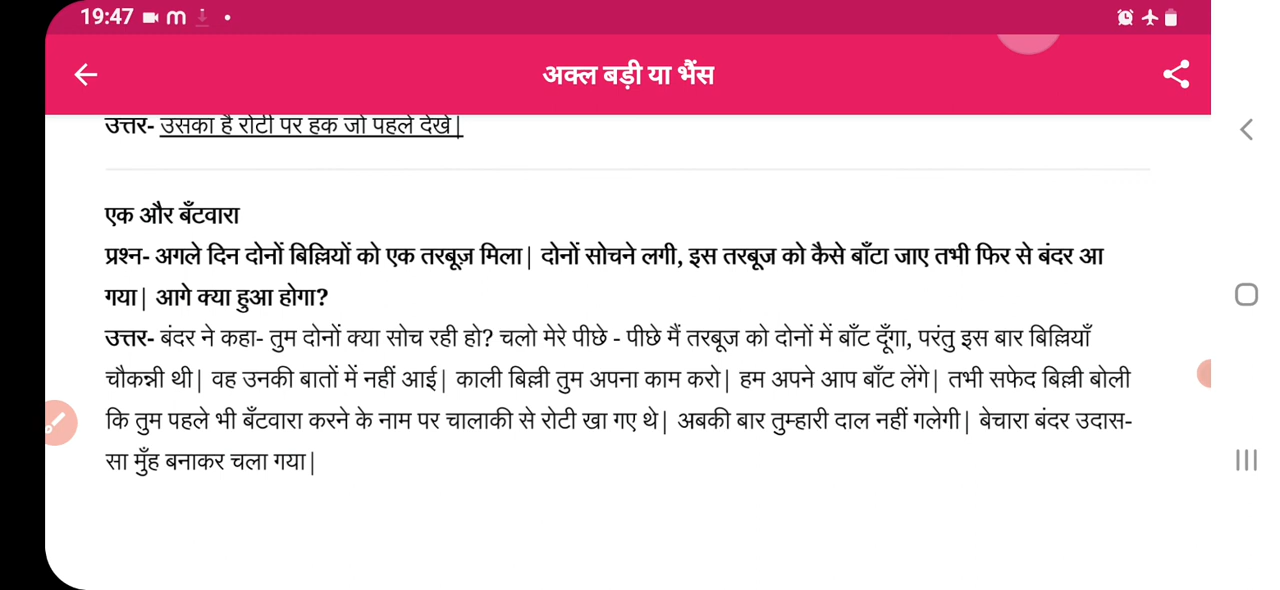 19:47
अक्ल बड़ी या भैंस
उत्तर- उसका है रोटी पर हक जो पहले देखे|
एक और बँटवारा
प्रश्न- अगले दिन दोनों बिल्लियों को एक तरबूज़ मिला| दोनों सोचने लगी, इस तरबूज को कैसे बाँटा जाए तभी फिर से बंदर आ
गया| आगे क्या हुआ होगा?
उत्तर- बंदर ने कहा- तुम दोनों क्या सोच रही हो? चलो मेरे पीछे - पीछे मैं तरबूज को दोनों में बाँट दूँगा, परंतु इस बार बिल्लियाँ
चौकन्नी थी| वह उनकी बातों में नहीं आई| काली बिल्ली तुम अपना काम करो| हम अपने आप बाँट लेंगे| तभी सफेद बिल्ली बोली
कि तुम पहले भी बँटवारा करने के नाम पर चालाकी से रोटी खा गए थे| अबकी बार तुम्हारी दाल नहीं गलेगी| बेचारा बंदर उदास-
सा मुँह बनाकर चला गया|